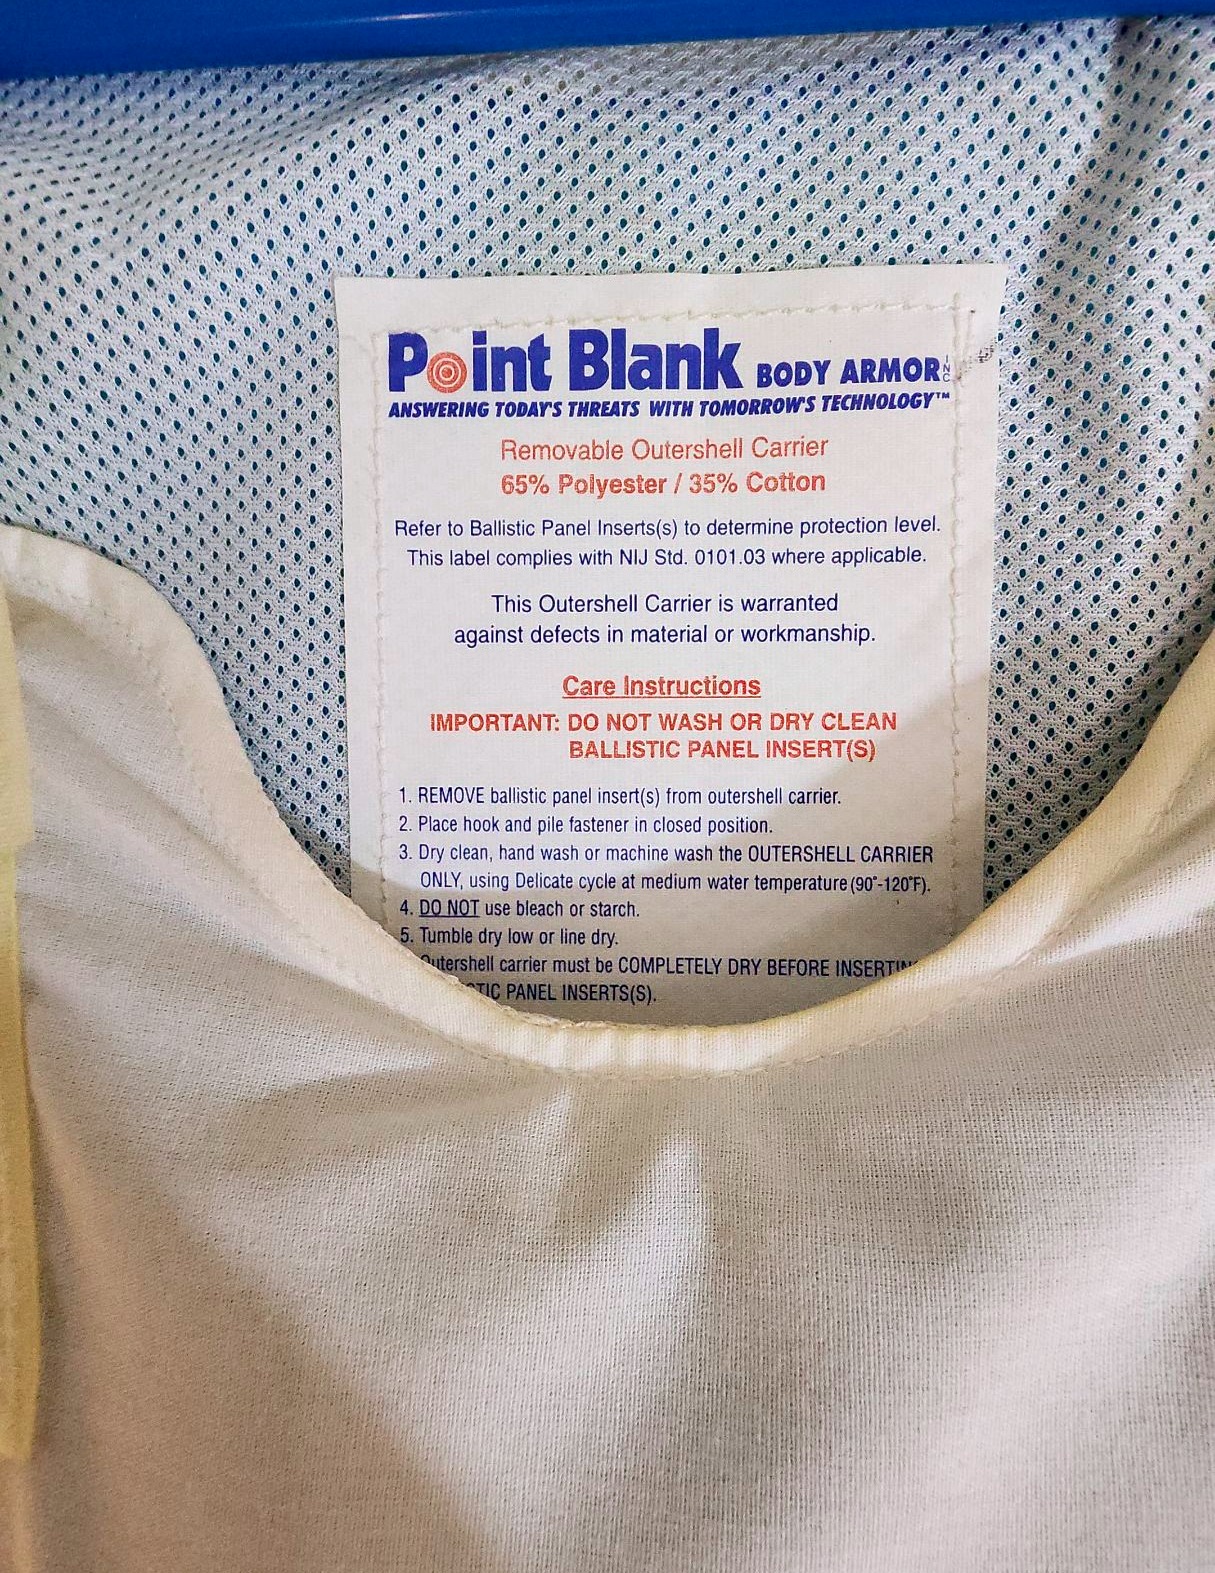 Point Blank BODY ARMOR INC
ANSWERING TODAY'S THREATS WITH TOMORROW'S TECHNOLOGY™
Removable Outershell Carrier
65% Polyester / 35% Cotton
Refer to Ballistic Panel Inserts(s) to determine protection level.
This label complies with NIJ Std. 0101.03 where applicable.
This Outershell Carrier is warranted
against defects in material or workmanship.
Care Instructions
IMPORTANT: DO NOT WASH OR DRY CLEAN
BALLISTIC PANEL INSERT(S)
1. REMOVE ballistic panel insert(s) from outershell carrier.
2. Place hook and pile fastener in closed position.
3. Dry clean, hand wash or machine wash the OUTERSHELL CARRIER
ONLY, using Delicate cycle at medium water temperature (90°-120°F).
4. DO NOT use bleach or starch.
5. Tumble dry low or line dry.
Outershell carrier must be COMPLETELY DRY BEFORE
PANEL INSERTS(S).